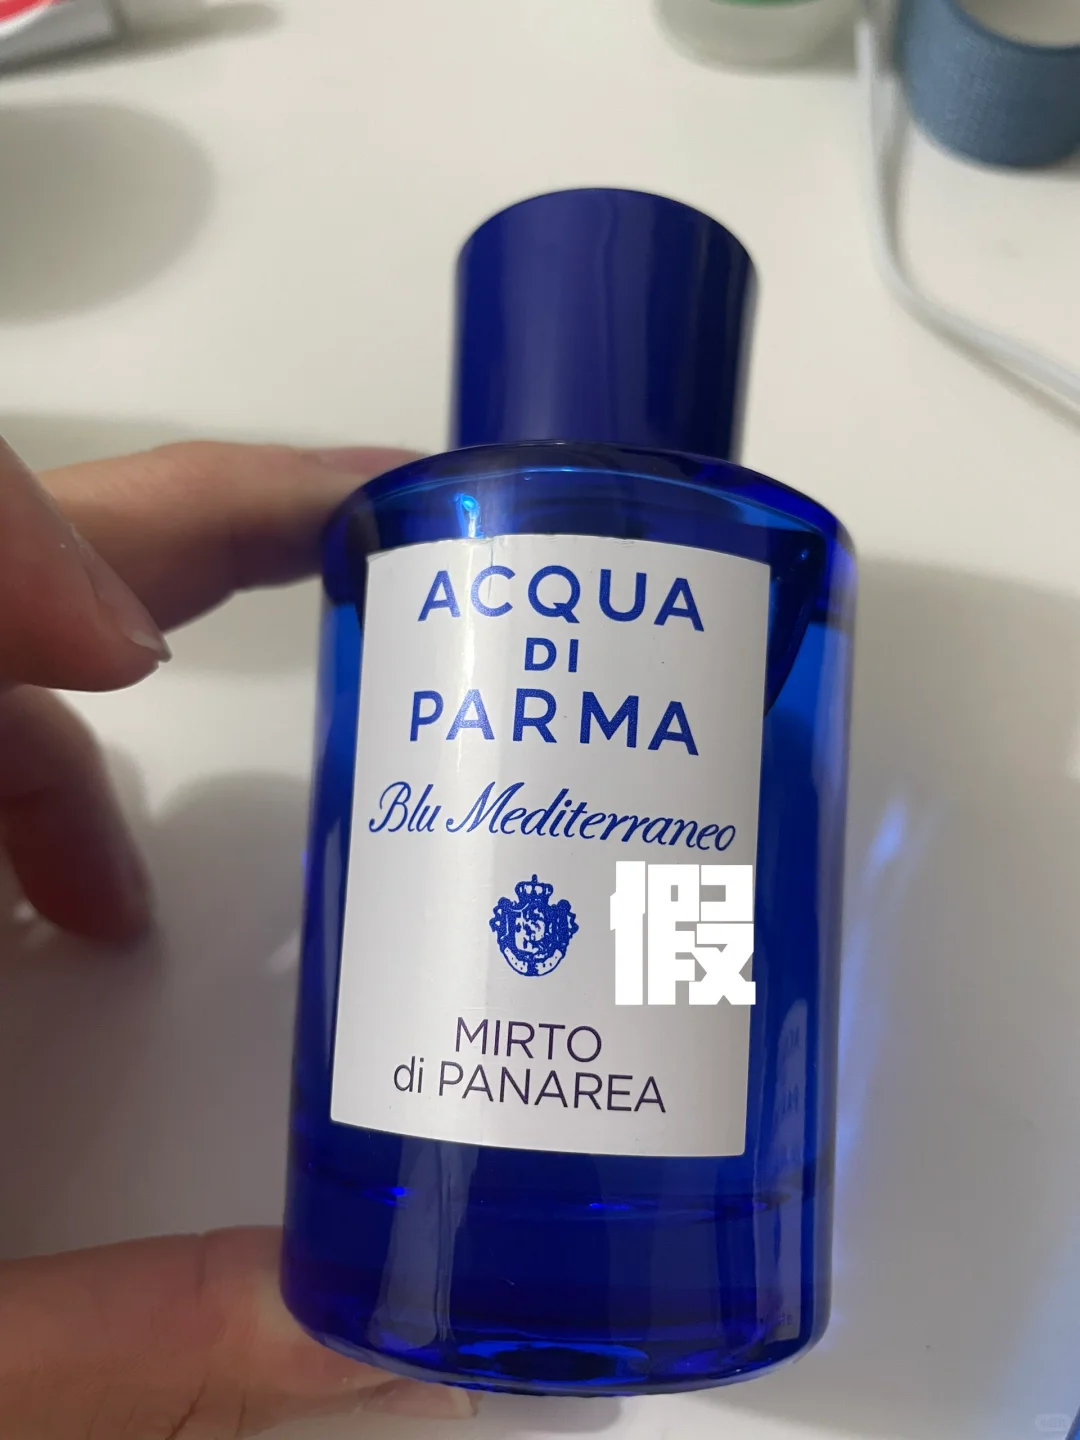 ACQUA
DI
PARMA
Blu Mediterraneo
假
MIRTO
di PANAREA